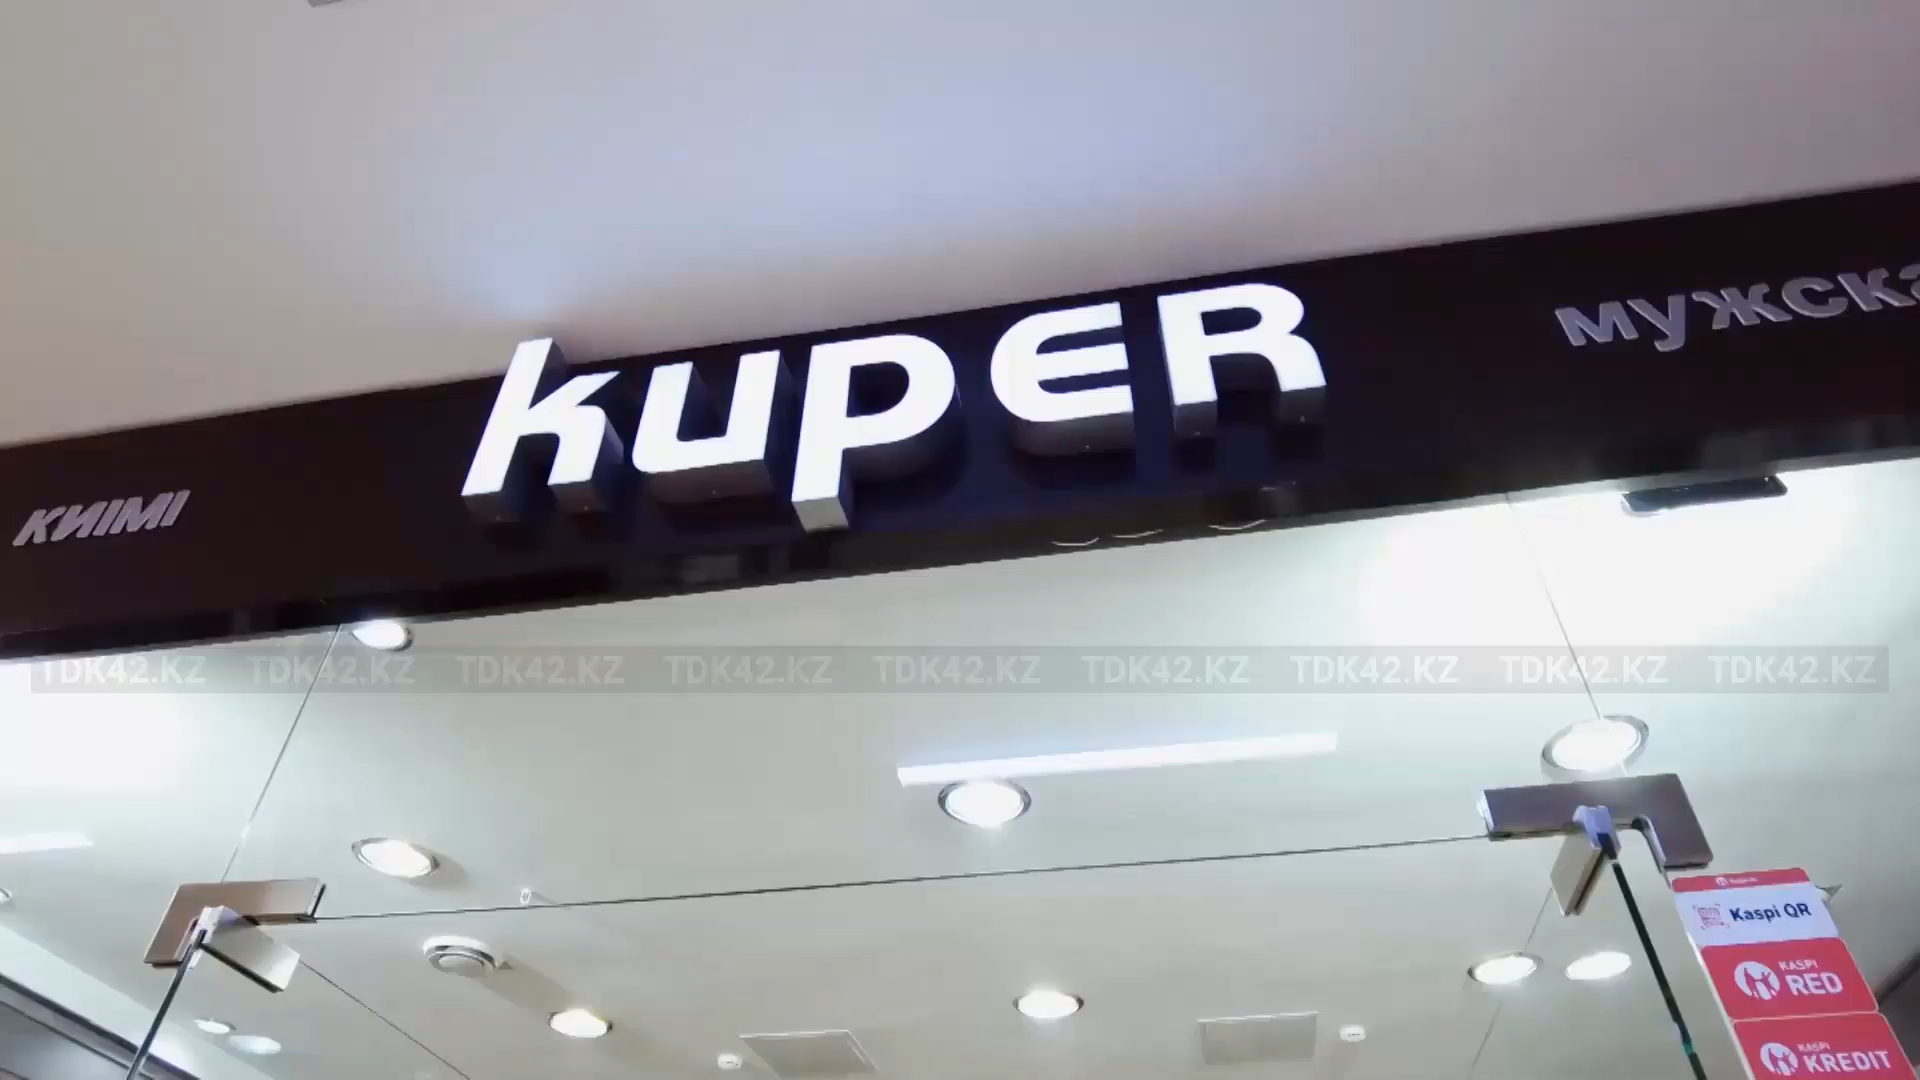 kupER
киімі
мужска
TDK42.KZ TDK42.KZ TDK42.KZ TDK42.KZ TDK42.KZ TDK42.KZ TDK42.KZ TDK42.KZ TDK42.KZ
Kaspi QR
KASPI
RED
KASPI
KREDIT